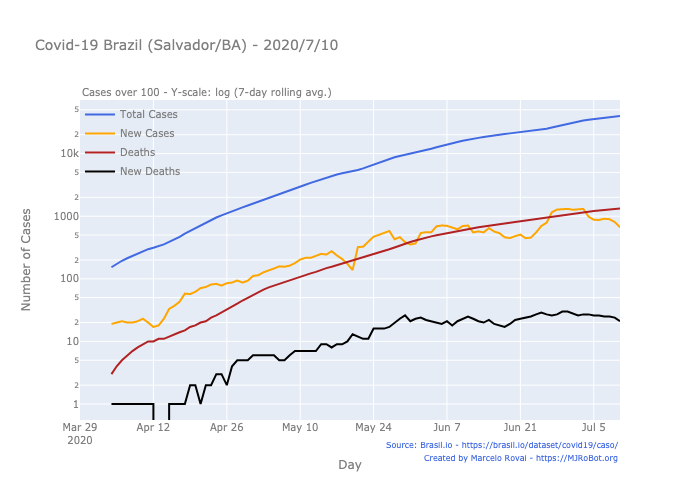 Covid-19 Brazil (Salvador/BA) - 2020/7/10
Cases over 100 - Y-scale: log (7-day rolling avg.)
Total Cases
New Cases
Deaths
New Deaths
5
2
10k
5
2
1000
5
2
100
5
2
10
5
2
1
Number of Cases
Mar 29
2020
Apr 12
Apr 26
May 10
May 24
Jun 7
Jun 21
Jul 5
Day
Source: Brasil.io - https://brasil.io/dataset/covid19/caso/
Created by Marcelo Rovai - https://MJRoBot.org